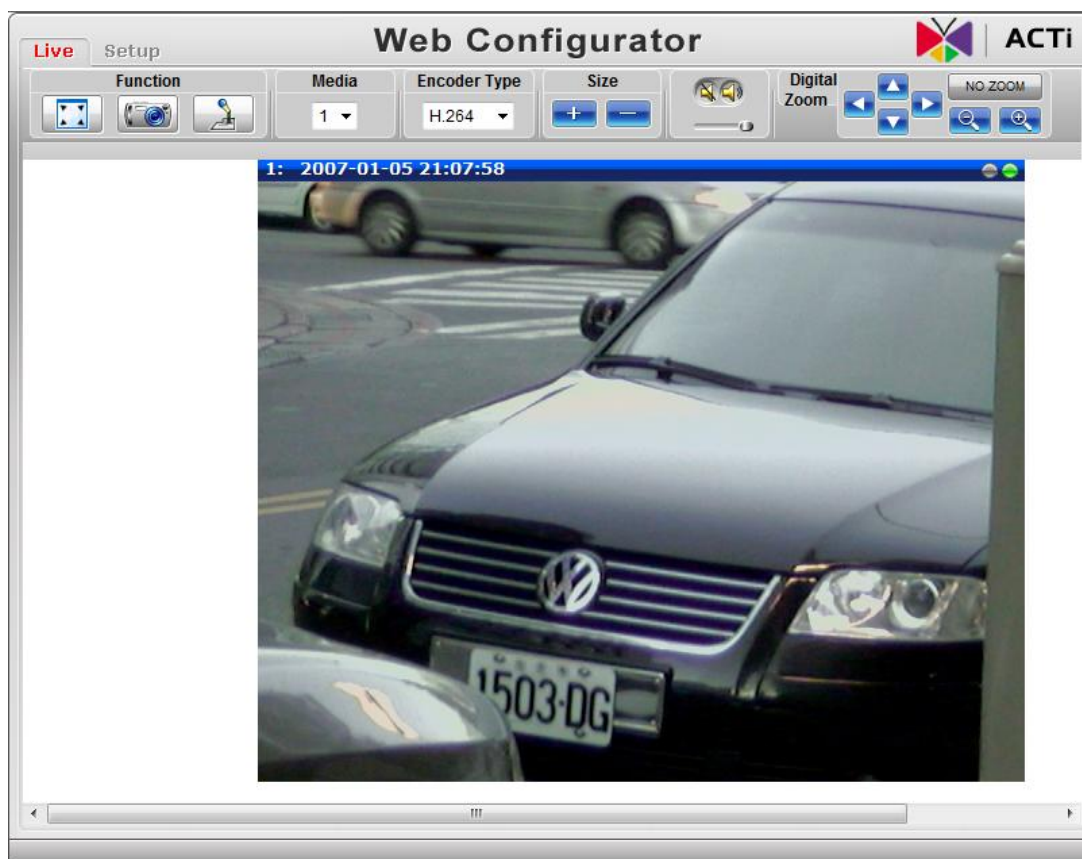 Live Setup Web Configurator ACTi
Function Media Encoder Type Size Digital Zoom
1 H.264 NO ZOOM
1: 2007-01-05 21:07:58
1503·DG